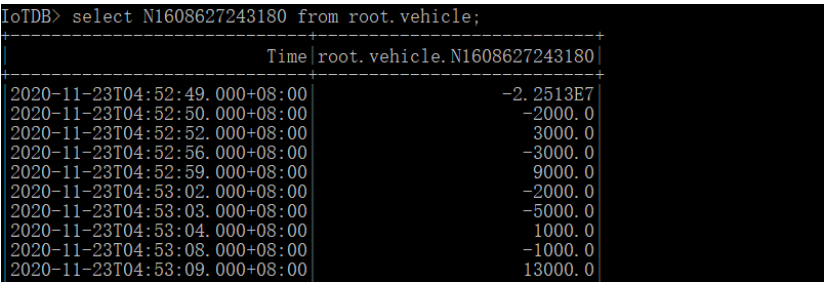 IoTDB> select N1608627243180 from root.vehicle;
+-----------------------------+---------------------------+
|                         Time|root.vehicle.N1608627243180|
+-----------------------------+---------------------------+
|2020-11-23T04:52:49.000+08:00|                  -2.2513E7|
|2020-11-23T04:52:50.000+08:00|                    -2000.0|
|2020-11-23T04:52:52.000+08:00|                     3000.0|
|2020-11-23T04:52:56.000+08:00|                    -3000.0|
|2020-11-23T04:52:59.000+08:00|                     9000.0|
|2020-11-23T04:53:02.000+08:00|                    -2000.0|
|2020-11-23T04:53:03.000+08:00|                    -5000.0|
|2020-11-23T04:53:04.000+08:00|                     1000.0|
|2020-11-23T04:53:08.000+08:00|                    -1000.0|
|2020-11-23T04:53:09.000+08:00|                    13000.0|